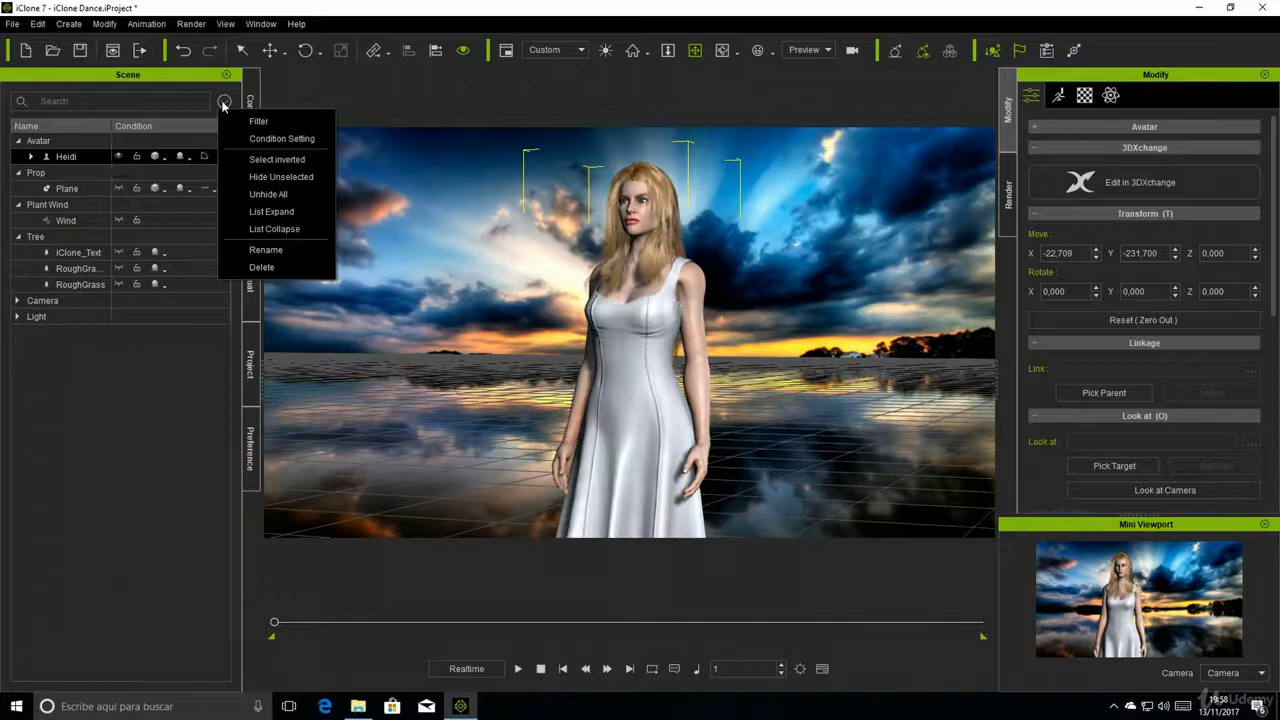 iClone 7 - iClone Dance.iProject *
File Edit Create Modify Animation Render View Window Help
Custom
Preview
Scene
Search
Name Condition
Avatar
Heidi
Prop
Plane
Plant Wind
Wind
Tree
iClone_Text
RoughGra...
RoughGrass
Camera
Light
Filter
Condition Setting
Select inverted
Hide Unselected
Unhide All
List Expand
List Collapse
Rename
Delete
Project
Preference
Modify
Render
Modify
Avatar
3DXchange
Edit in 3DXchange
Transform (T)
Move :
X -22,709 Y -231,700 Z 0,000
Rotate :
X 0,000 Y 0,000 Z 0,000
Reset ( Zero Out )
Linkage
Link :
Pick Parent
Look at (O)
Look at :
Pick Target
Look at Camera
Mini Viewport
Camera Camera
Realtime
1
Escribe aquí para buscar
19:58
13/11/2017
6
Udemy